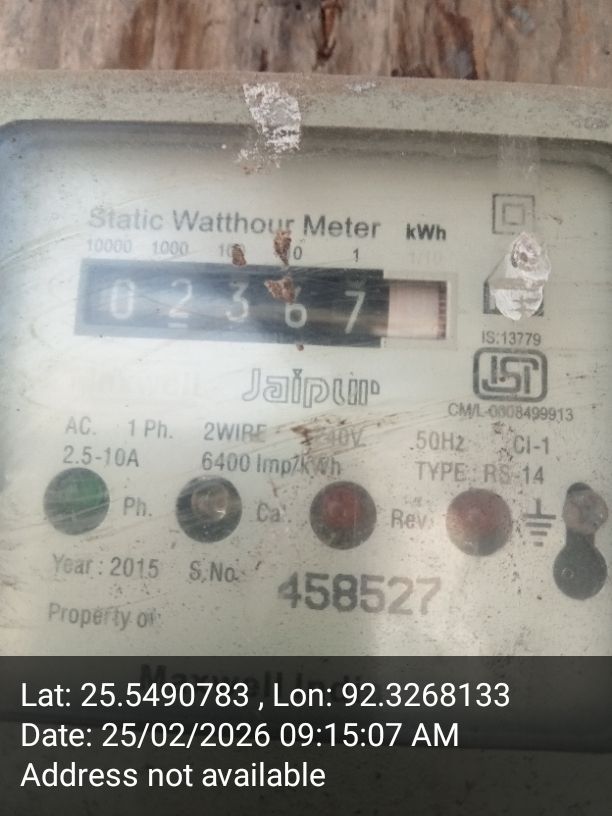 Static Watthour Meter kWh
10000 1000 1 1/10
0 2 3 6 7
IS:13779
Jaipur
ISI
CM/L-0008499913
AC. 1 Ph. 2WIRE 240V 50Hz Cl-1
2.5-10A 6400 Imp/kWh TYPE : RS-14
Ph. Cal. Rev.
Year : 2015 S.No. 458527
Property of
Lat: 25.5490783 , Lon: 92.3268133
Date: 25/02/2026 09:15:07 AM
Address not available